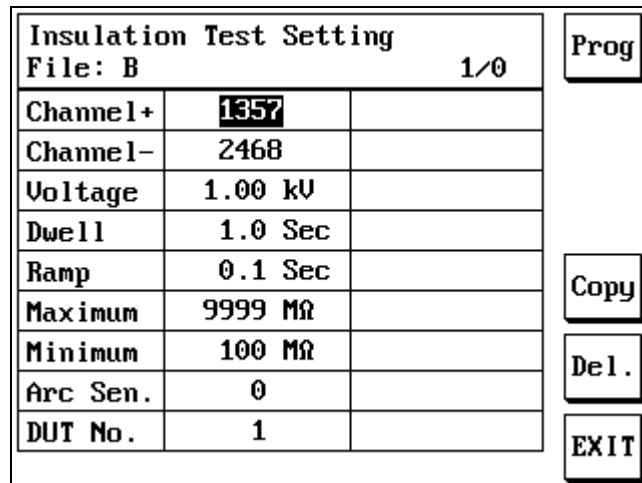 Insulation Test Setting
File: B 1/0
Channel+ 1357
Channel- 2468
Voltage 1.00 kV
Dwell 1.0 Sec
Ramp 0.1 Sec
Maximum 9999 MΩ
Minimum 100 MΩ
Arc Sen. 0
DUT No. 1
Prog
Copy
Del.
EXIT